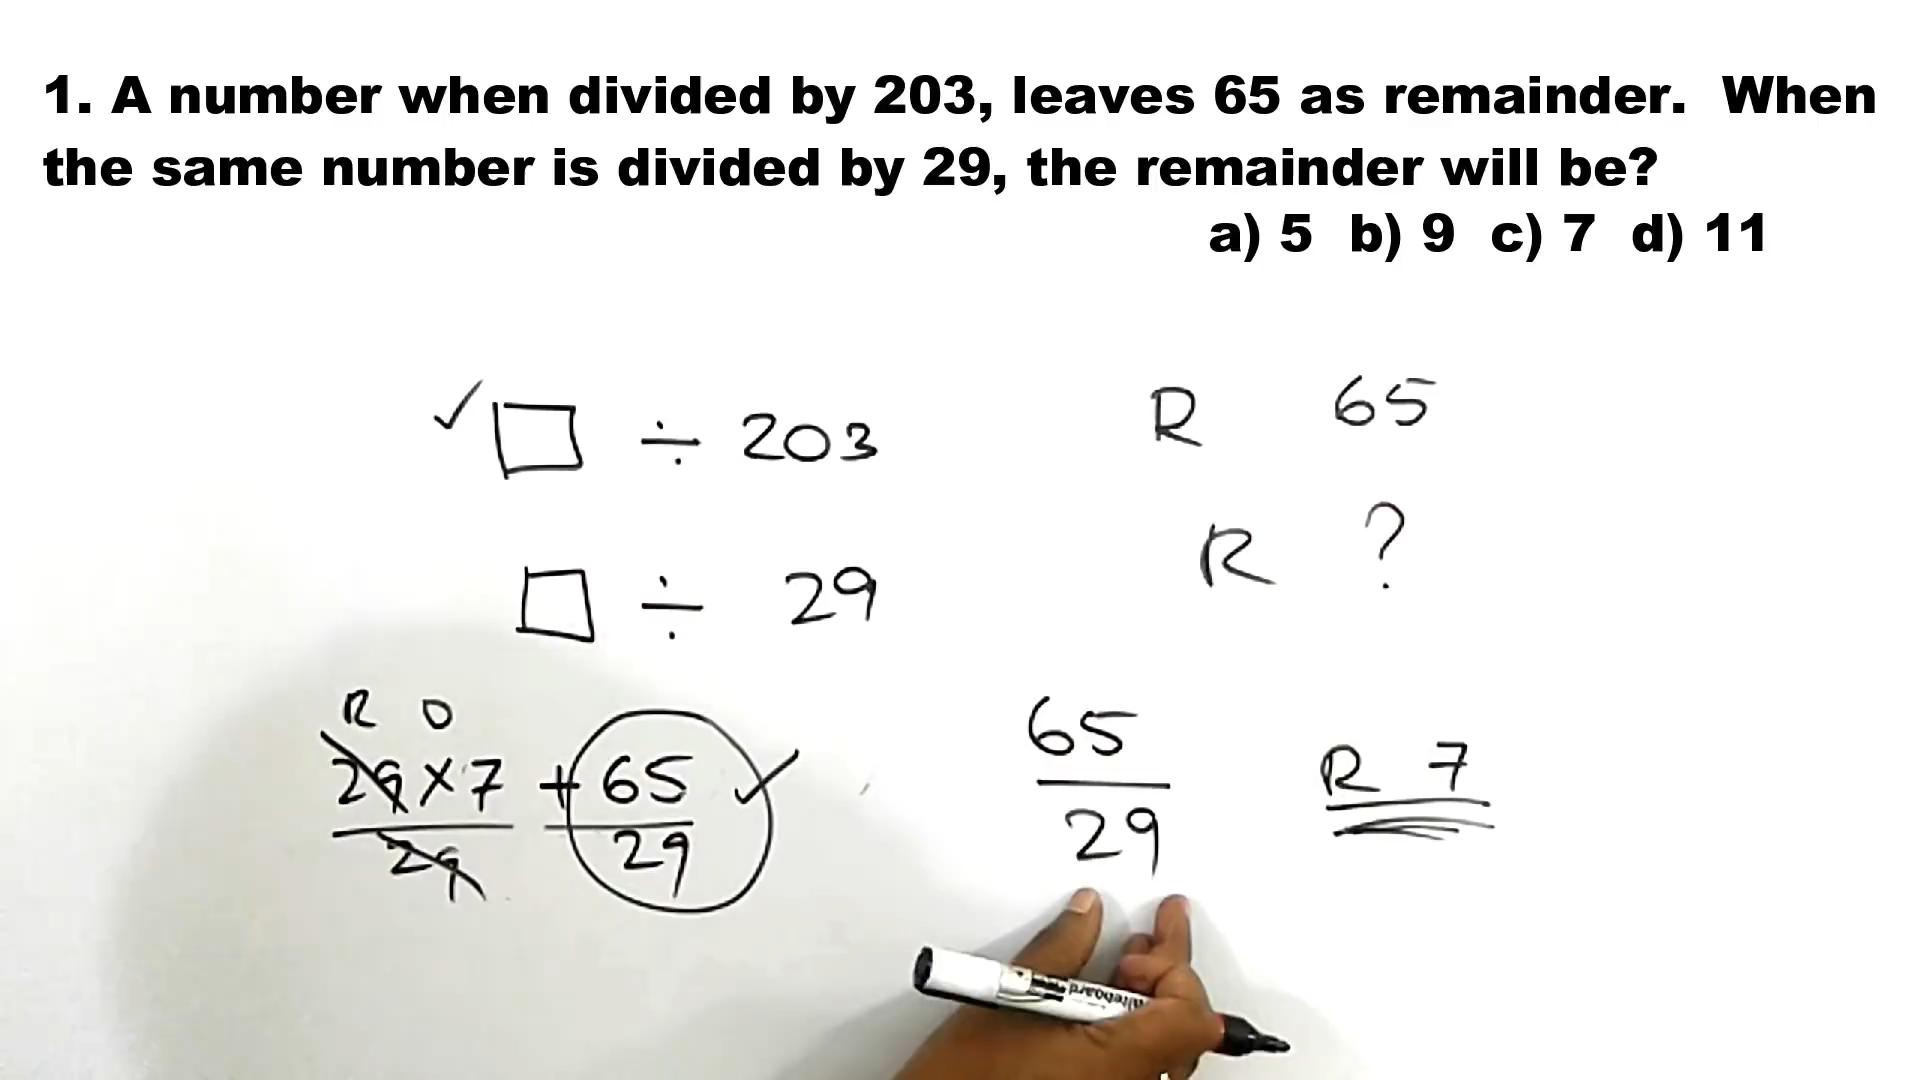 1. A number when divided by 203, leaves 65 as remainder. When
the same number is divided by 29, the remainder will be?
a) 5 b) 9 c) 7 d) 11
✓ □ ÷ 203 R 65
□ ÷ 29 R ?
R 0
29 × 7 + 65 ✓
29 29
65
29
R 7